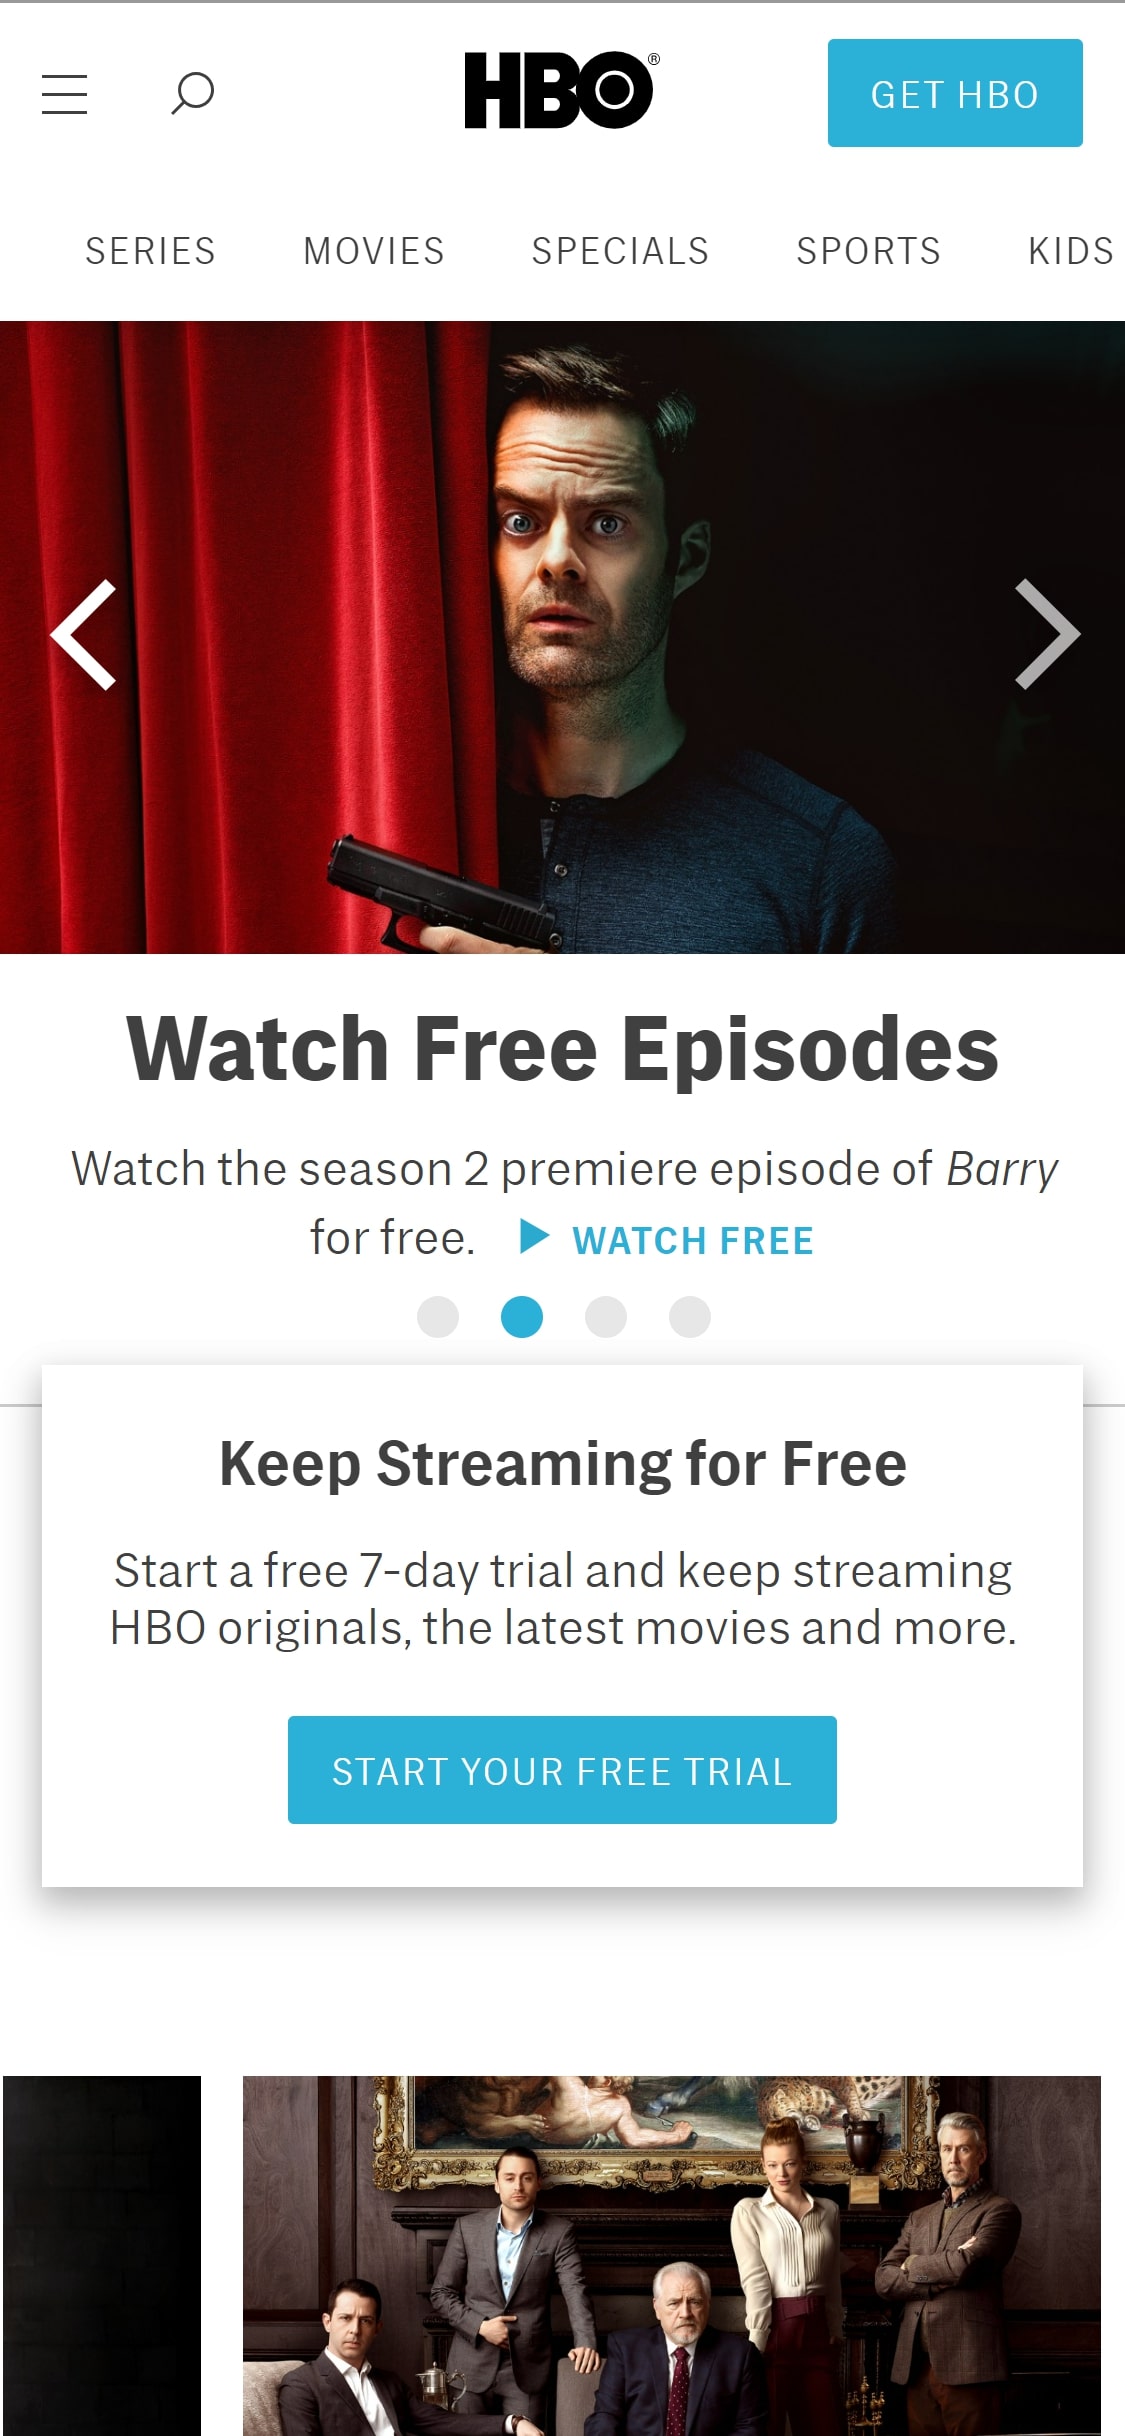 HBO®
GET HBO
SERIES MOVIES SPECIALS SPORTS KIDS
Watch Free Episodes
Watch the season 2 premiere episode of Barry
for free. WATCH FREE
Keep Streaming for Free
Start a free 7-day trial and keep streaming
HBO originals, the latest movies and more.
START YOUR FREE TRIAL